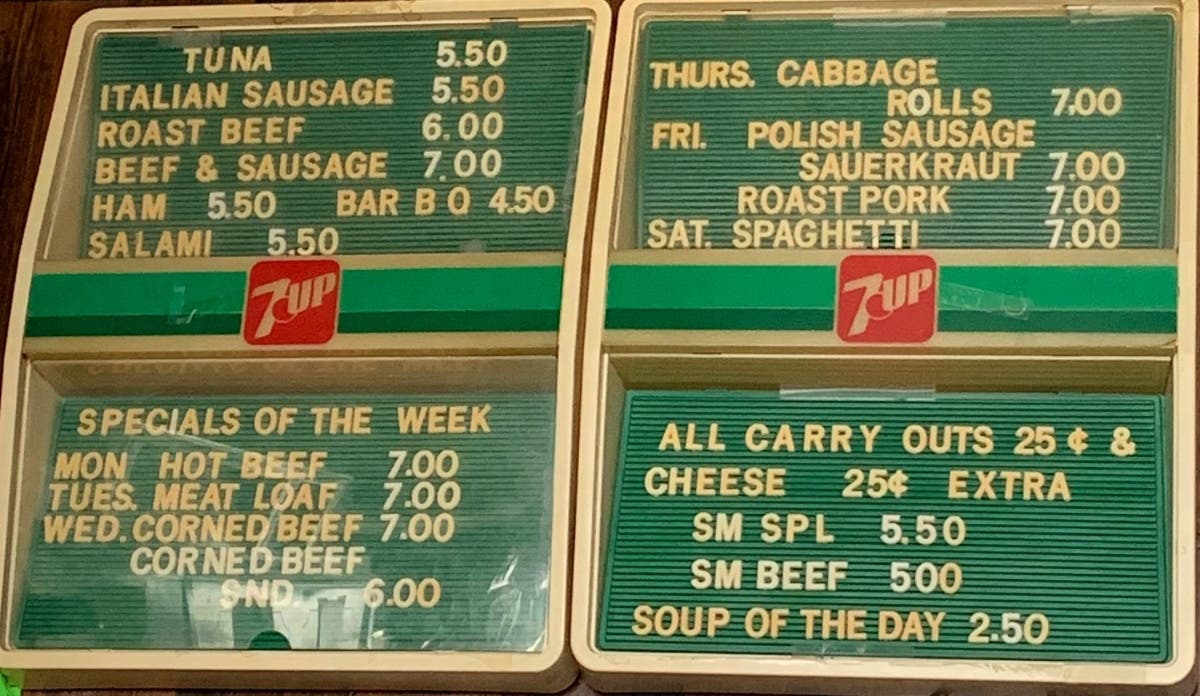 TUNA 5.50
ITALIAN SAUSAGE 5.50
ROAST BEEF 6.00
BEEF & SAUSAGE 7.00
HAM 5.50 BAR B Q 4.50
SALAMI 5.50
7UP
SPECIALS OF THE WEEK
MON HOT BEEF 7.00
TUES. MEAT LOAF 7.00
WED. CORNED BEEF 7.00
CORNED BEEF
SND. 6.00
THURS. CABBAGE
ROLLS 7.00
FRI. POLISH SAUSAGE
SAUERKRAUT 7.00
ROAST PORK 7.00
SAT. SPAGHETTI 7.00
7UP
ALL CARRY OUTS 25¢ &
CHEESE 25¢ EXTRA
SM SPL 5.50
SM BEEF 500
SOUP OF THE DAY 2.50